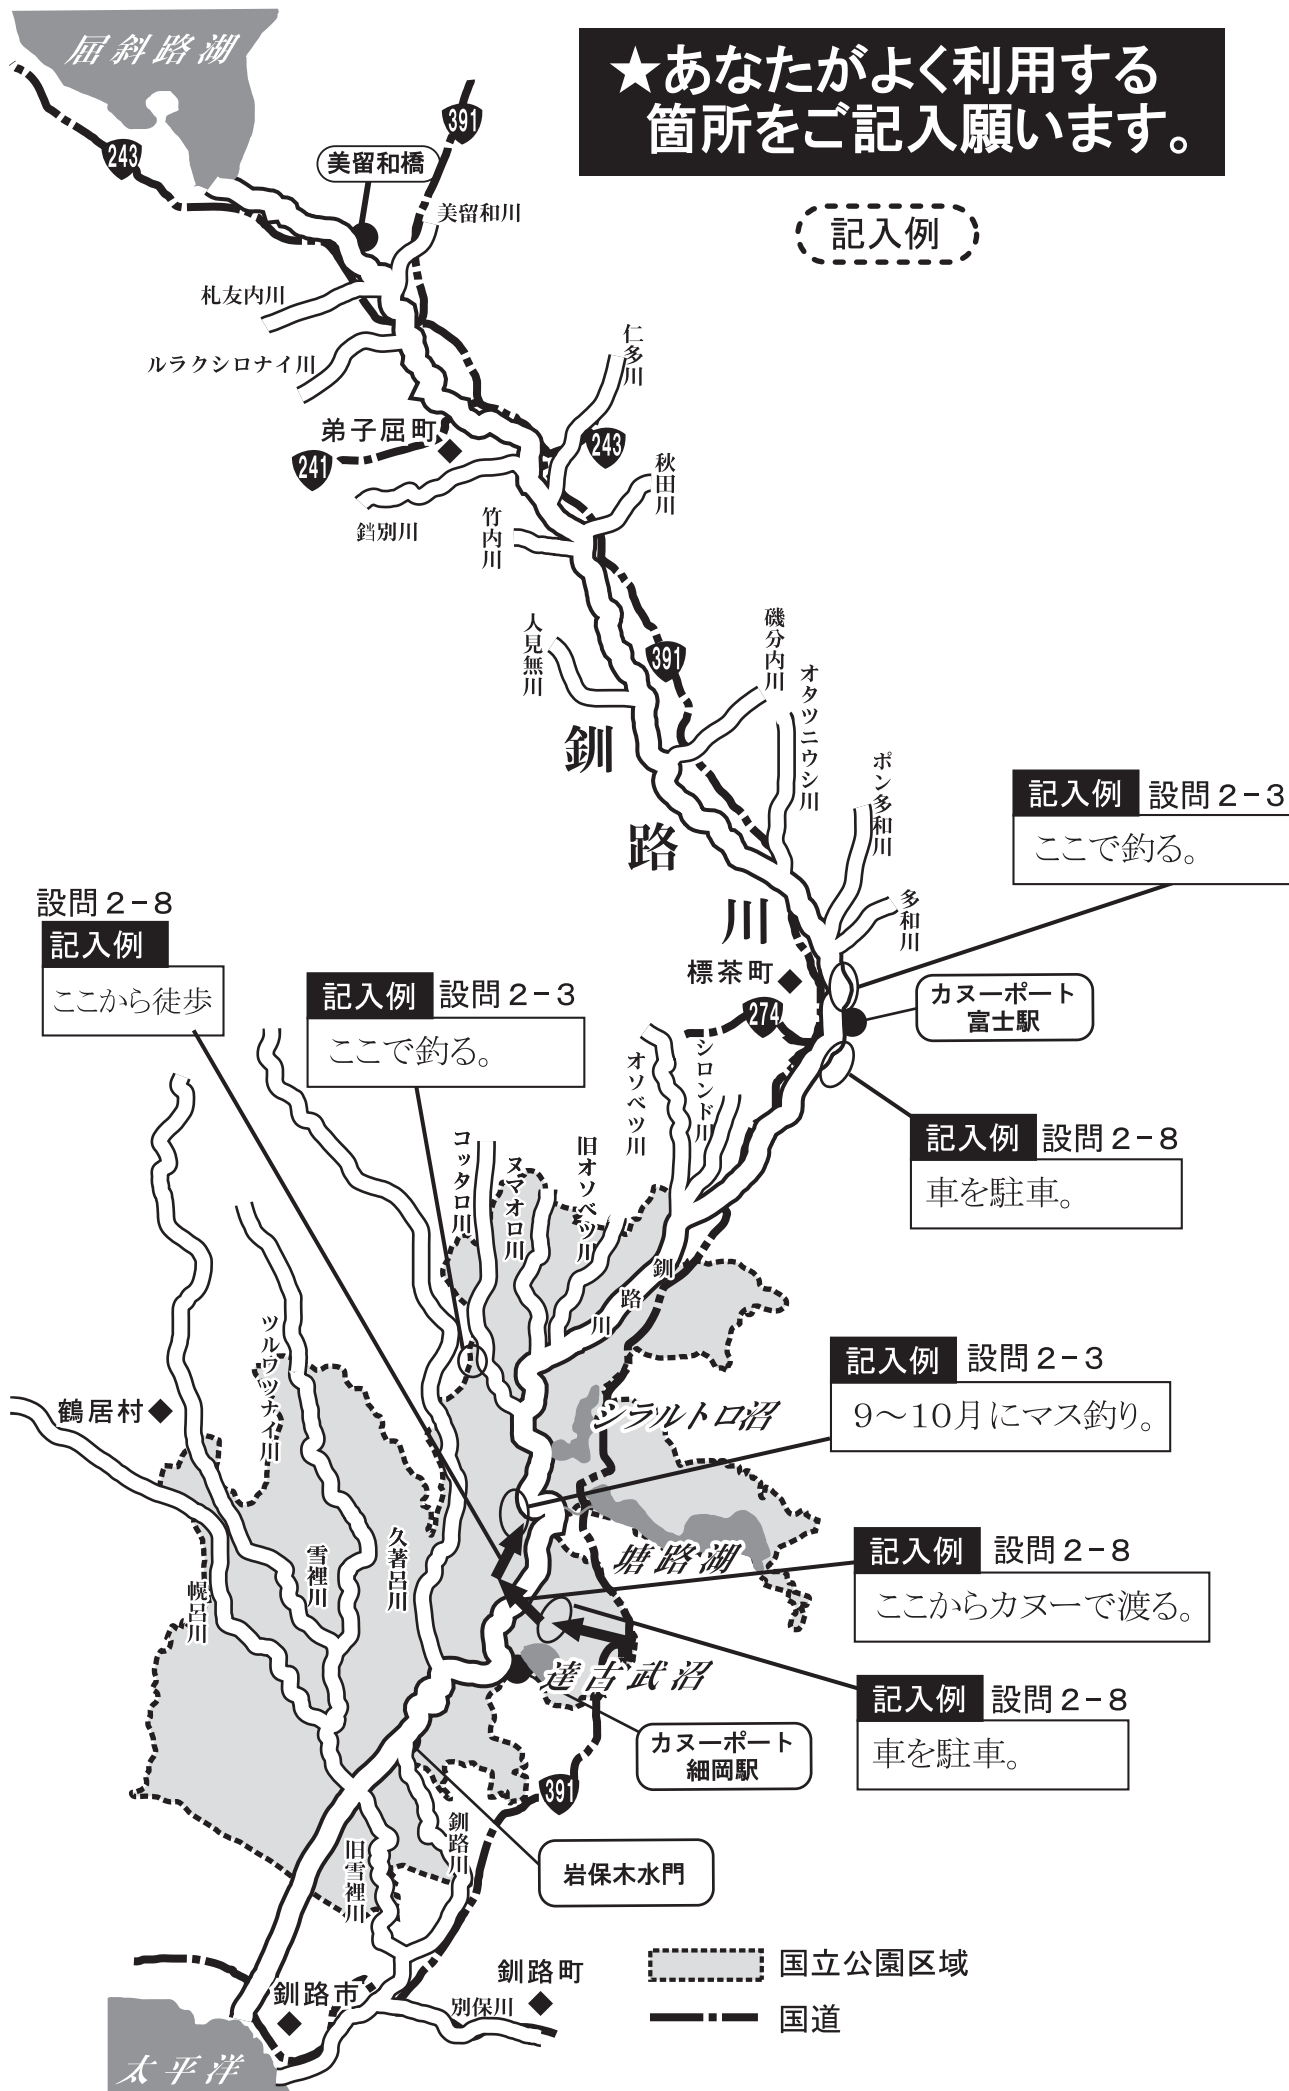 屈斜路湖
★あなたがよく利用する
箇所をご記入願います。
記入例
243
391
美留和橋
美留和川
札友内川
ルラクシロナイ川
仁多川
弟子屈町
241
243
秋田川
鐺別川
竹内川
人見無川
391
磯分内川
オタツニウシ川
釧路川
ポン多和川
多和川
記入例 設問2-3
ここで釣る。
標茶町
274
カヌーポート
富士駅
設問2-8
記入例
ここから徒歩
記入例 設問2-3
ここで釣る。
オソベツ川
シロンド川
記入例 設問2-8
車を駐車。
コッタロ川
ヌマオロ川
旧オソベツ川
釧路川
ツルワツナイ川
鶴居村
シラルトロ沼
記入例 設問2-3
9～10月にマス釣り。
久著呂川
雪裡川
幌呂川
塘路湖
記入例 設問2-8
ここからカヌーで渡る。
達古武沼
記入例 設問2-8
車を駐車。
カヌーポート
細岡駅
391
釧路川
旧雪裡川
岩保木水門
釧路市
釧路町
別保川
太平洋
国立公園区域
国道